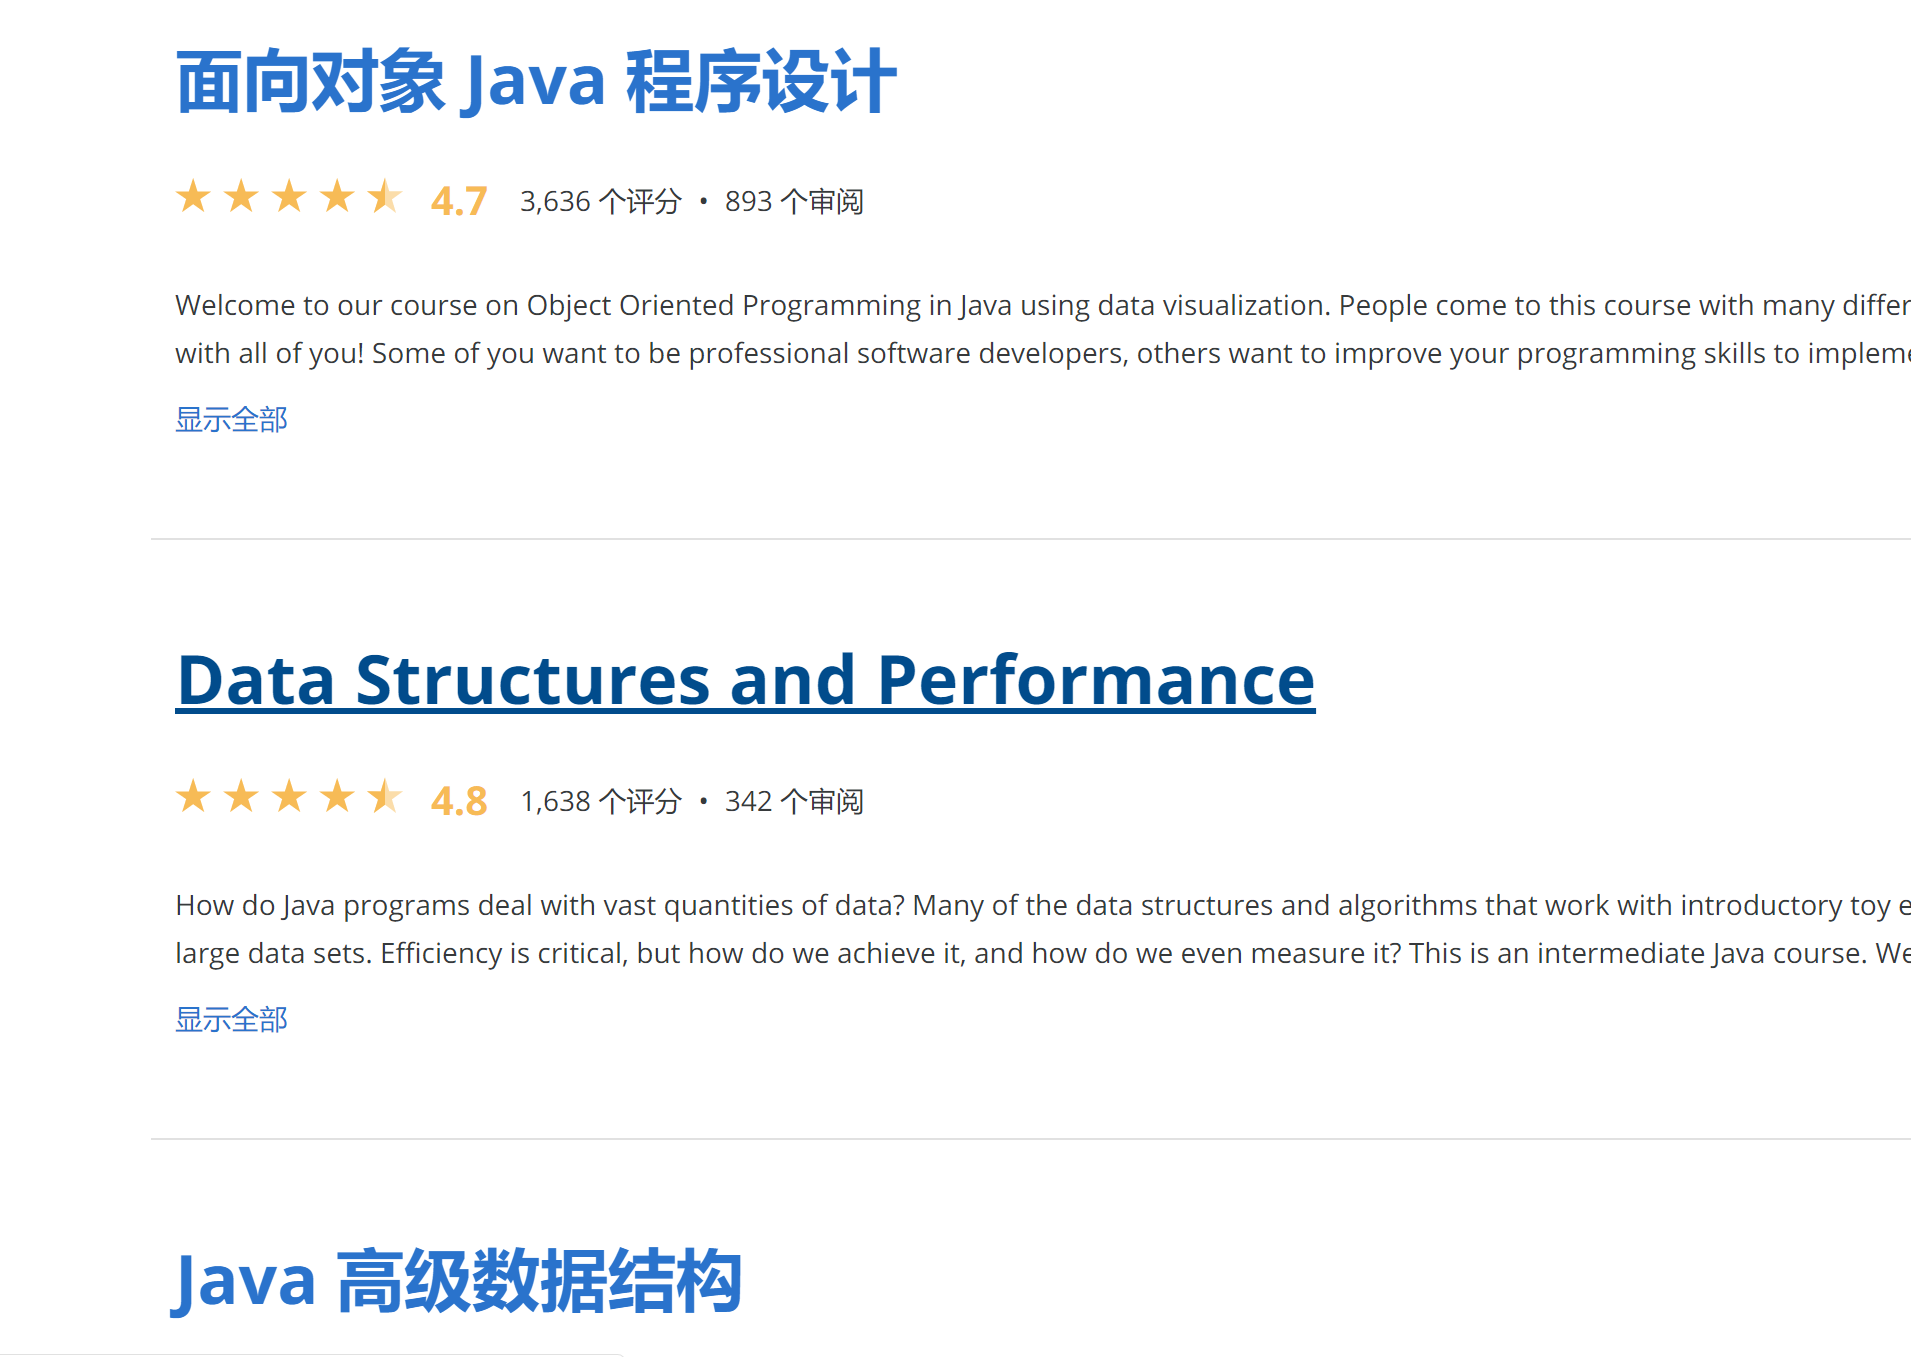 面向对象 Java 程序设计
4.7 3,636 个评分 • 893 个审阅
Welcome to our course on Object Oriented Programming in Java using data visualization. People come to this course with many differ
with all of you! Some of you want to be professional software developers, others want to improve your programming skills to impleme
显示全部
Data Structures and Performance
4.8 1,638 个评分 • 342 个审阅
How do Java programs deal with vast quantities of data? Many of the data structures and algorithms that work with introductory toy e
large data sets. Efficiency is critical, but how do we achieve it, and how do we even measure it? This is an intermediate Java course. We
显示全部
Java 高级数据结构